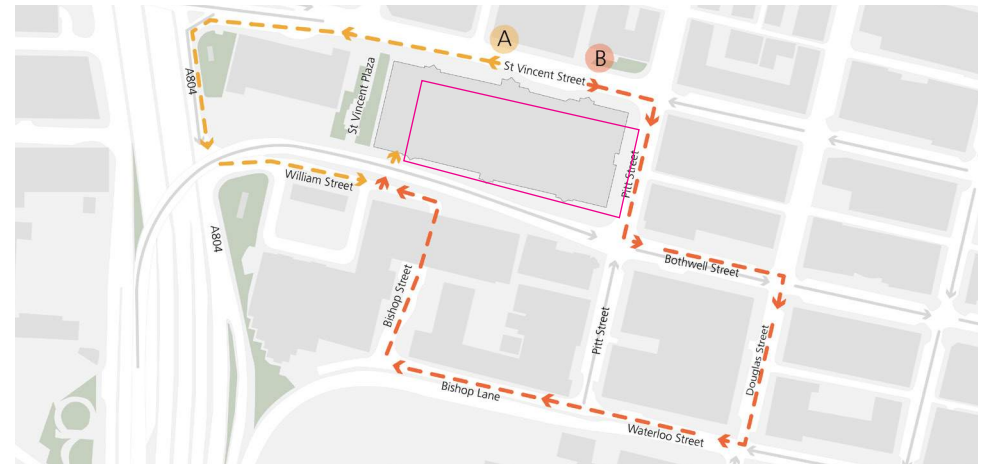 A
B
St Vincent Street
A804
St Vincent Plaza
William Street
Pitt Street
A804
Bothwell Street
Bishop Street
Pitt Street
Douglas Street
Bishop Lane
Waterloo Street